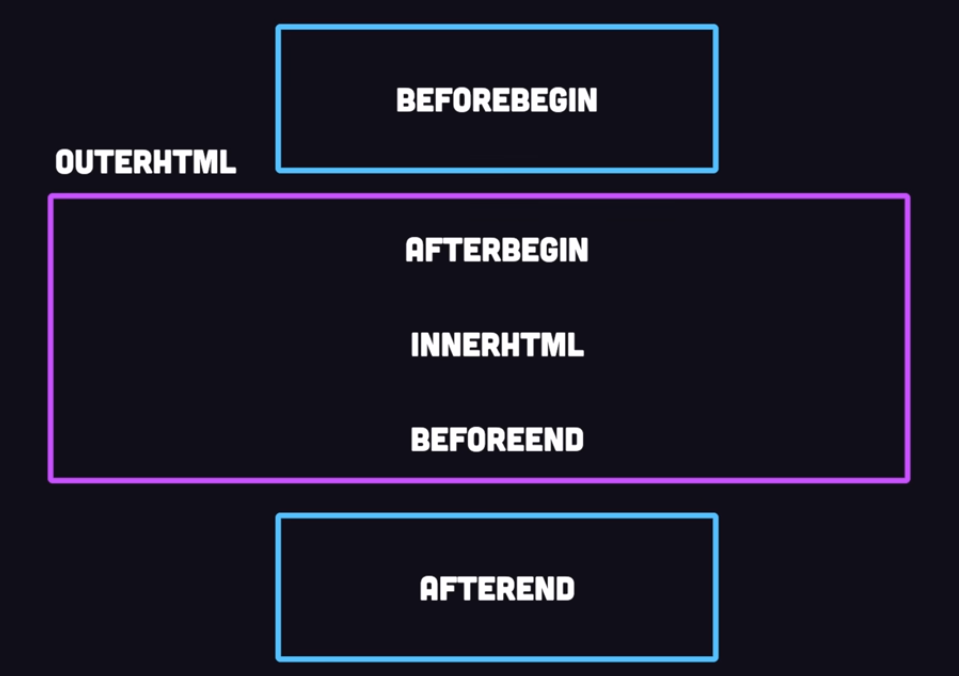 BEFOREBEGIN
OUTERHTML
AFTERBEGIN
INNERHTML
BEFOREEND
AFTEREND